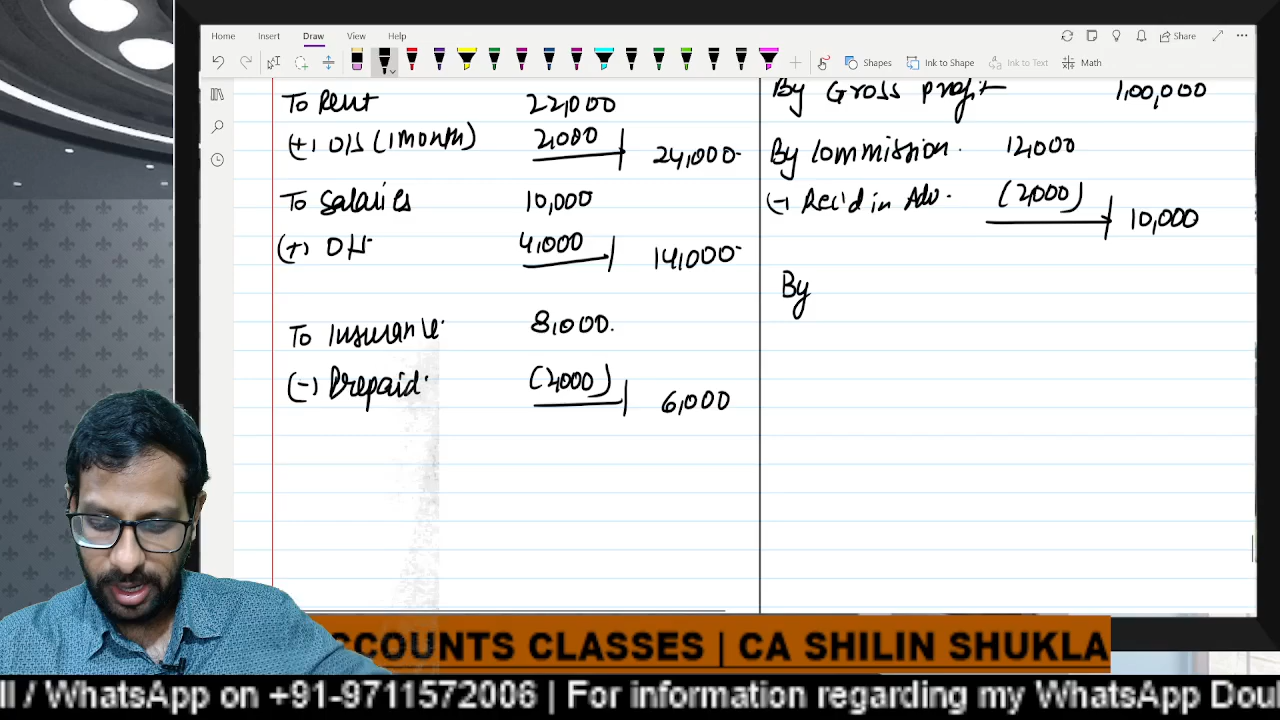 Home Insert Draw View Help
Share
Shapes Ink to Shape Ink to Text Math
To Rent 22,000
(+) O/S (1 month) 2,000 24,000
To Salaries 10,000
(+) O/S 4,000 14,000
To Insurance 8,000
(-) Prepaid (2,000) 6,000
By Gross profit 1,00,000
By Commission 12,000
(-) Rec'd in Adv. (2,000) 10,000
By
CCOUNTS CLASSES | CA SHILIN SHUKLA
ll / WhatsApp on +91-9711572006 | For information regarding my WhatsApp Dou